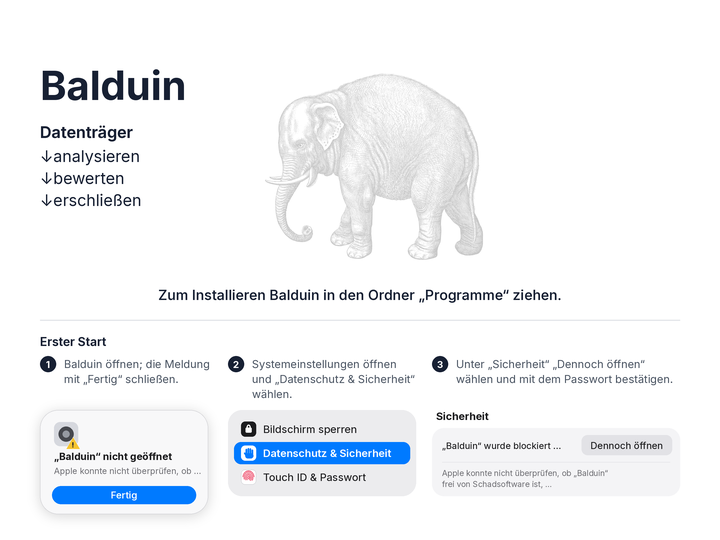 Balduin
Datenträger
↓analysieren
↓bewerten
↓erschließen
Zum Installieren Balduin in den Ordner „Programme“ ziehen.
Erster Start
1 Balduin öffnen; die Meldung
mit „Fertig“ schließen.
2 Systemeinstellungen öffnen
und „Datenschutz & Sicherheit“
wählen.
3 Unter „Sicherheit“ „Dennoch öffnen“
wählen und mit dem Passwort bestätigen.
„Balduin“ nicht geöffnet
Apple konnte nicht überprüfen, ob ...
Fertig
Bildschirm sperren
Datenschutz & Sicherheit
Touch ID & Passwort
Sicherheit
„Balduin“ wurde blockiert ...
Dennoch öffnen
Apple konnte nicht überprüfen, ob „Balduin“
frei von Schadsoftware ist, ...